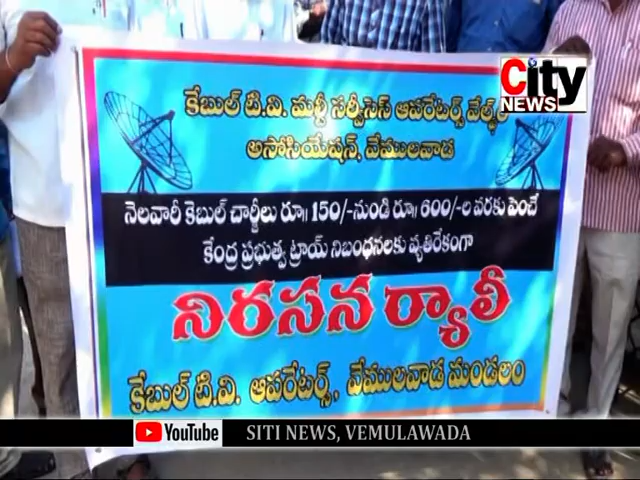 City
NEWS
కేబుల్ టి.వి. మల్టీ సర్వీసెస్ ఆపరేటర్స్ వేల్ఫేర్
అసోసియేషన్, వేములవాడ
నెలవారీ కెబుల్ చార్జీలు రూ॥ 150/-నుండి రూ॥ 600/-ల వరకు పెంచే
కేంద్ర ప్రభుత్వ ట్రాయ్ నిబంధనలకు వ్యతిరేకంగా
నిరసన ర్యాలీ
కేబుల్ టి.వి. ఆపరేటర్స్, వేములవాడ మండలం
YouTube SITI NEWS, VEMULAWADA